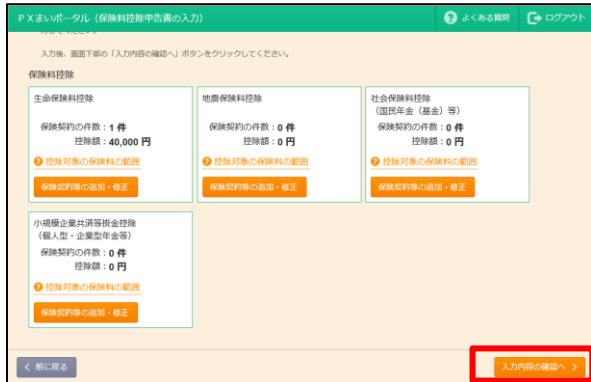 ＰＸまいポータル（保険料控除申告書の入力）
よくある質問
ログアウト
入力後、画面下部の「入力内容の確認へ」ボタンをクリックしてください。
保険料控除
生命保険料控除
保険契約の件数：1 件
控除額：40,000 円
控除対象の保険料の範囲
保険契約等の追加・修正
地震保険料控除
保険契約の件数：0 件
控除額：0 円
控除対象の保険料の範囲
保険契約等の追加・修正
社会保険料控除
（国民年金（基金）等）
保険契約の件数：0 件
控除額：0 円
控除対象の保険料の範囲
保険契約等の追加・修正
小規模企業共済等掛金控除
（個人型・企業型年金等）
保険契約の件数：0 件
控除額：0 円
控除対象の保険料の範囲
保険契約等の追加・修正
前に戻る
入力内容の確認へ